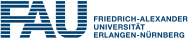 FAU
FRIEDRICH-ALEXANDER
UNIVERSITÄT
ERLANGEN-NÜRNBERG